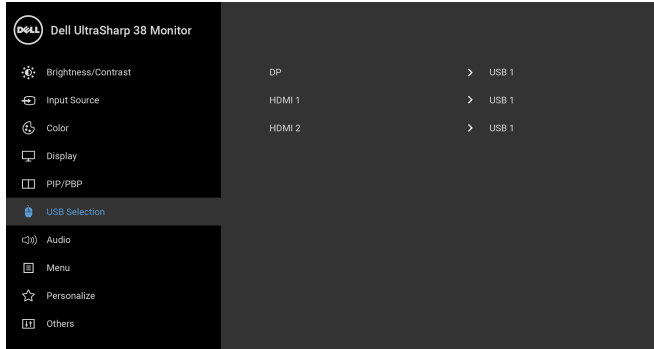 DELL Dell UltraSharp 38 Monitor
Brightness/Contrast DP USB 1
Input Source HDMI 1 USB 1
Color HDMI 2 USB 1
Display
PIP/PBP
USB Selection
Audio
Menu
Personalize
Others